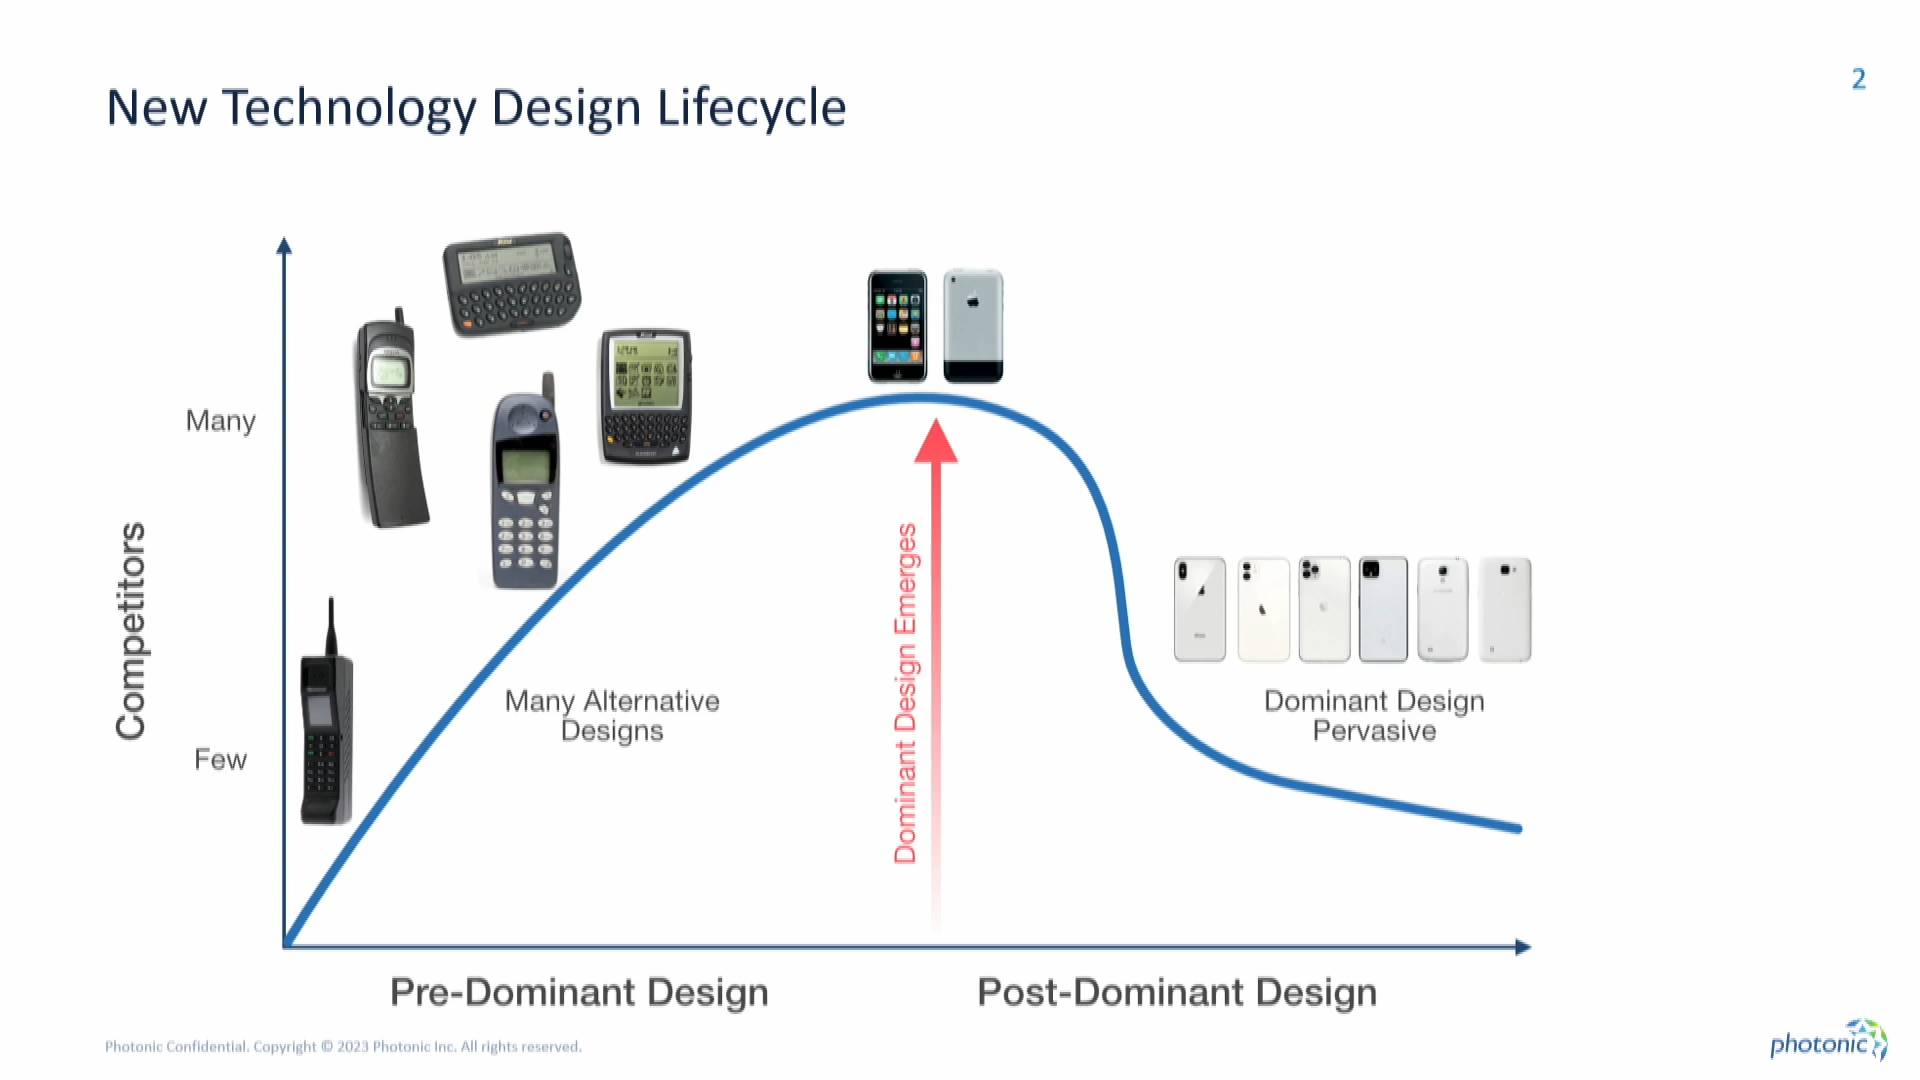 New Technology Design Lifecycle
2
Many
Competitors
Few
Many Alternative
Designs
Dominant Design Emerges
Dominant Design
Pervasive
Pre-Dominant Design
Post-Dominant Design
Photonic Confidential. Copyright © 2023 Photonic Inc. All rights reserved.
photonic